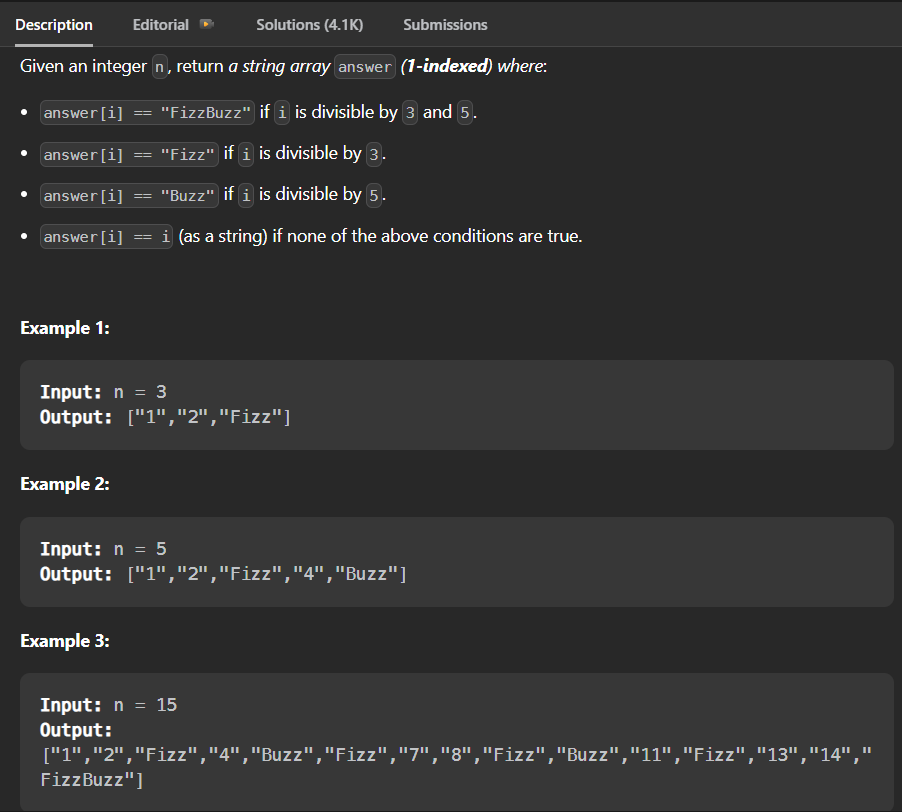 Description Editorial Solutions (4.1K) Submissions
Given an integer n, return a string array answer (1-indexed) where:
• answer[i] == "FizzBuzz" if i is divisible by 3 and 5.
• answer[i] == "Fizz" if i is divisible by 3.
• answer[i] == "Buzz" if i is divisible by 5.
• answer[i] == i (as a string) if none of the above conditions are true.
Example 1:
Input: n = 3
Output: ["1","2","Fizz"]
Example 2:
Input: n = 5
Output: ["1","2","Fizz","4","Buzz"]
Example 3:
Input: n = 15
Output:
["1","2","Fizz","4","Buzz","Fizz","7","8","Fizz","Buzz","11","Fizz","13","14","
FizzBuzz"]